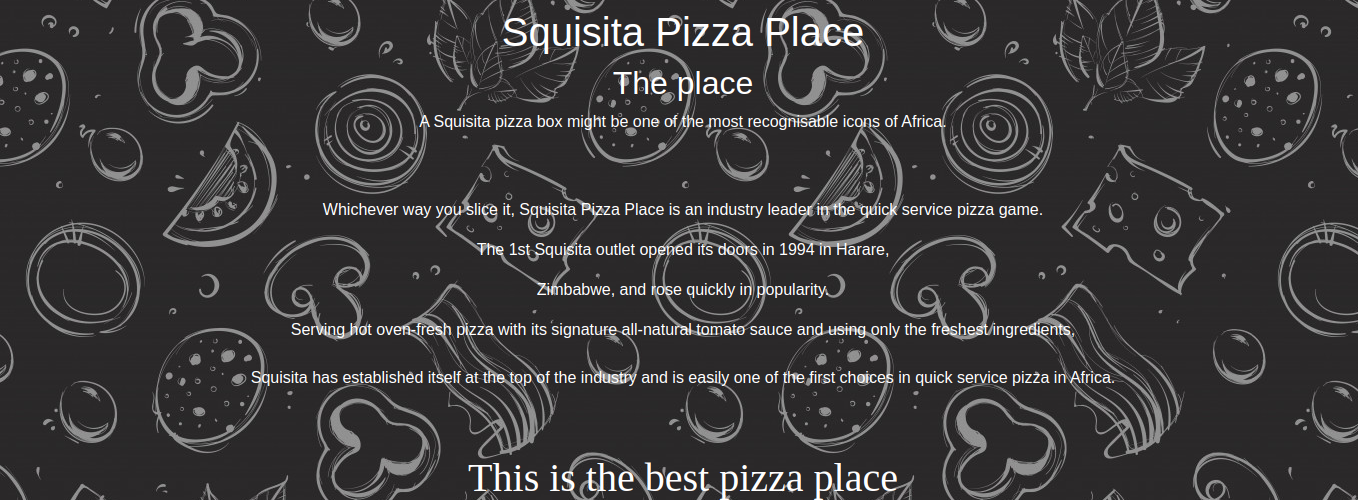 Squisita Pizza Place
The place
A Squisita pizza box might be one of the most recognisable icons of Africa.
Whichever way you slice it, Squisita Pizza Place is an industry leader in the quick service pizza game.
The 1st Squisita outlet opened its doors in 1994 in Harare,
Zimbabwe, and rose quickly in popularity.
Serving hot oven-fresh pizza with its signature all-natural tomato sauce and using only the freshest ingredients,
Squisita has established itself at the top of the industry and is easily one of the first choices in quick service pizza in Africa.
This is the best pizza place